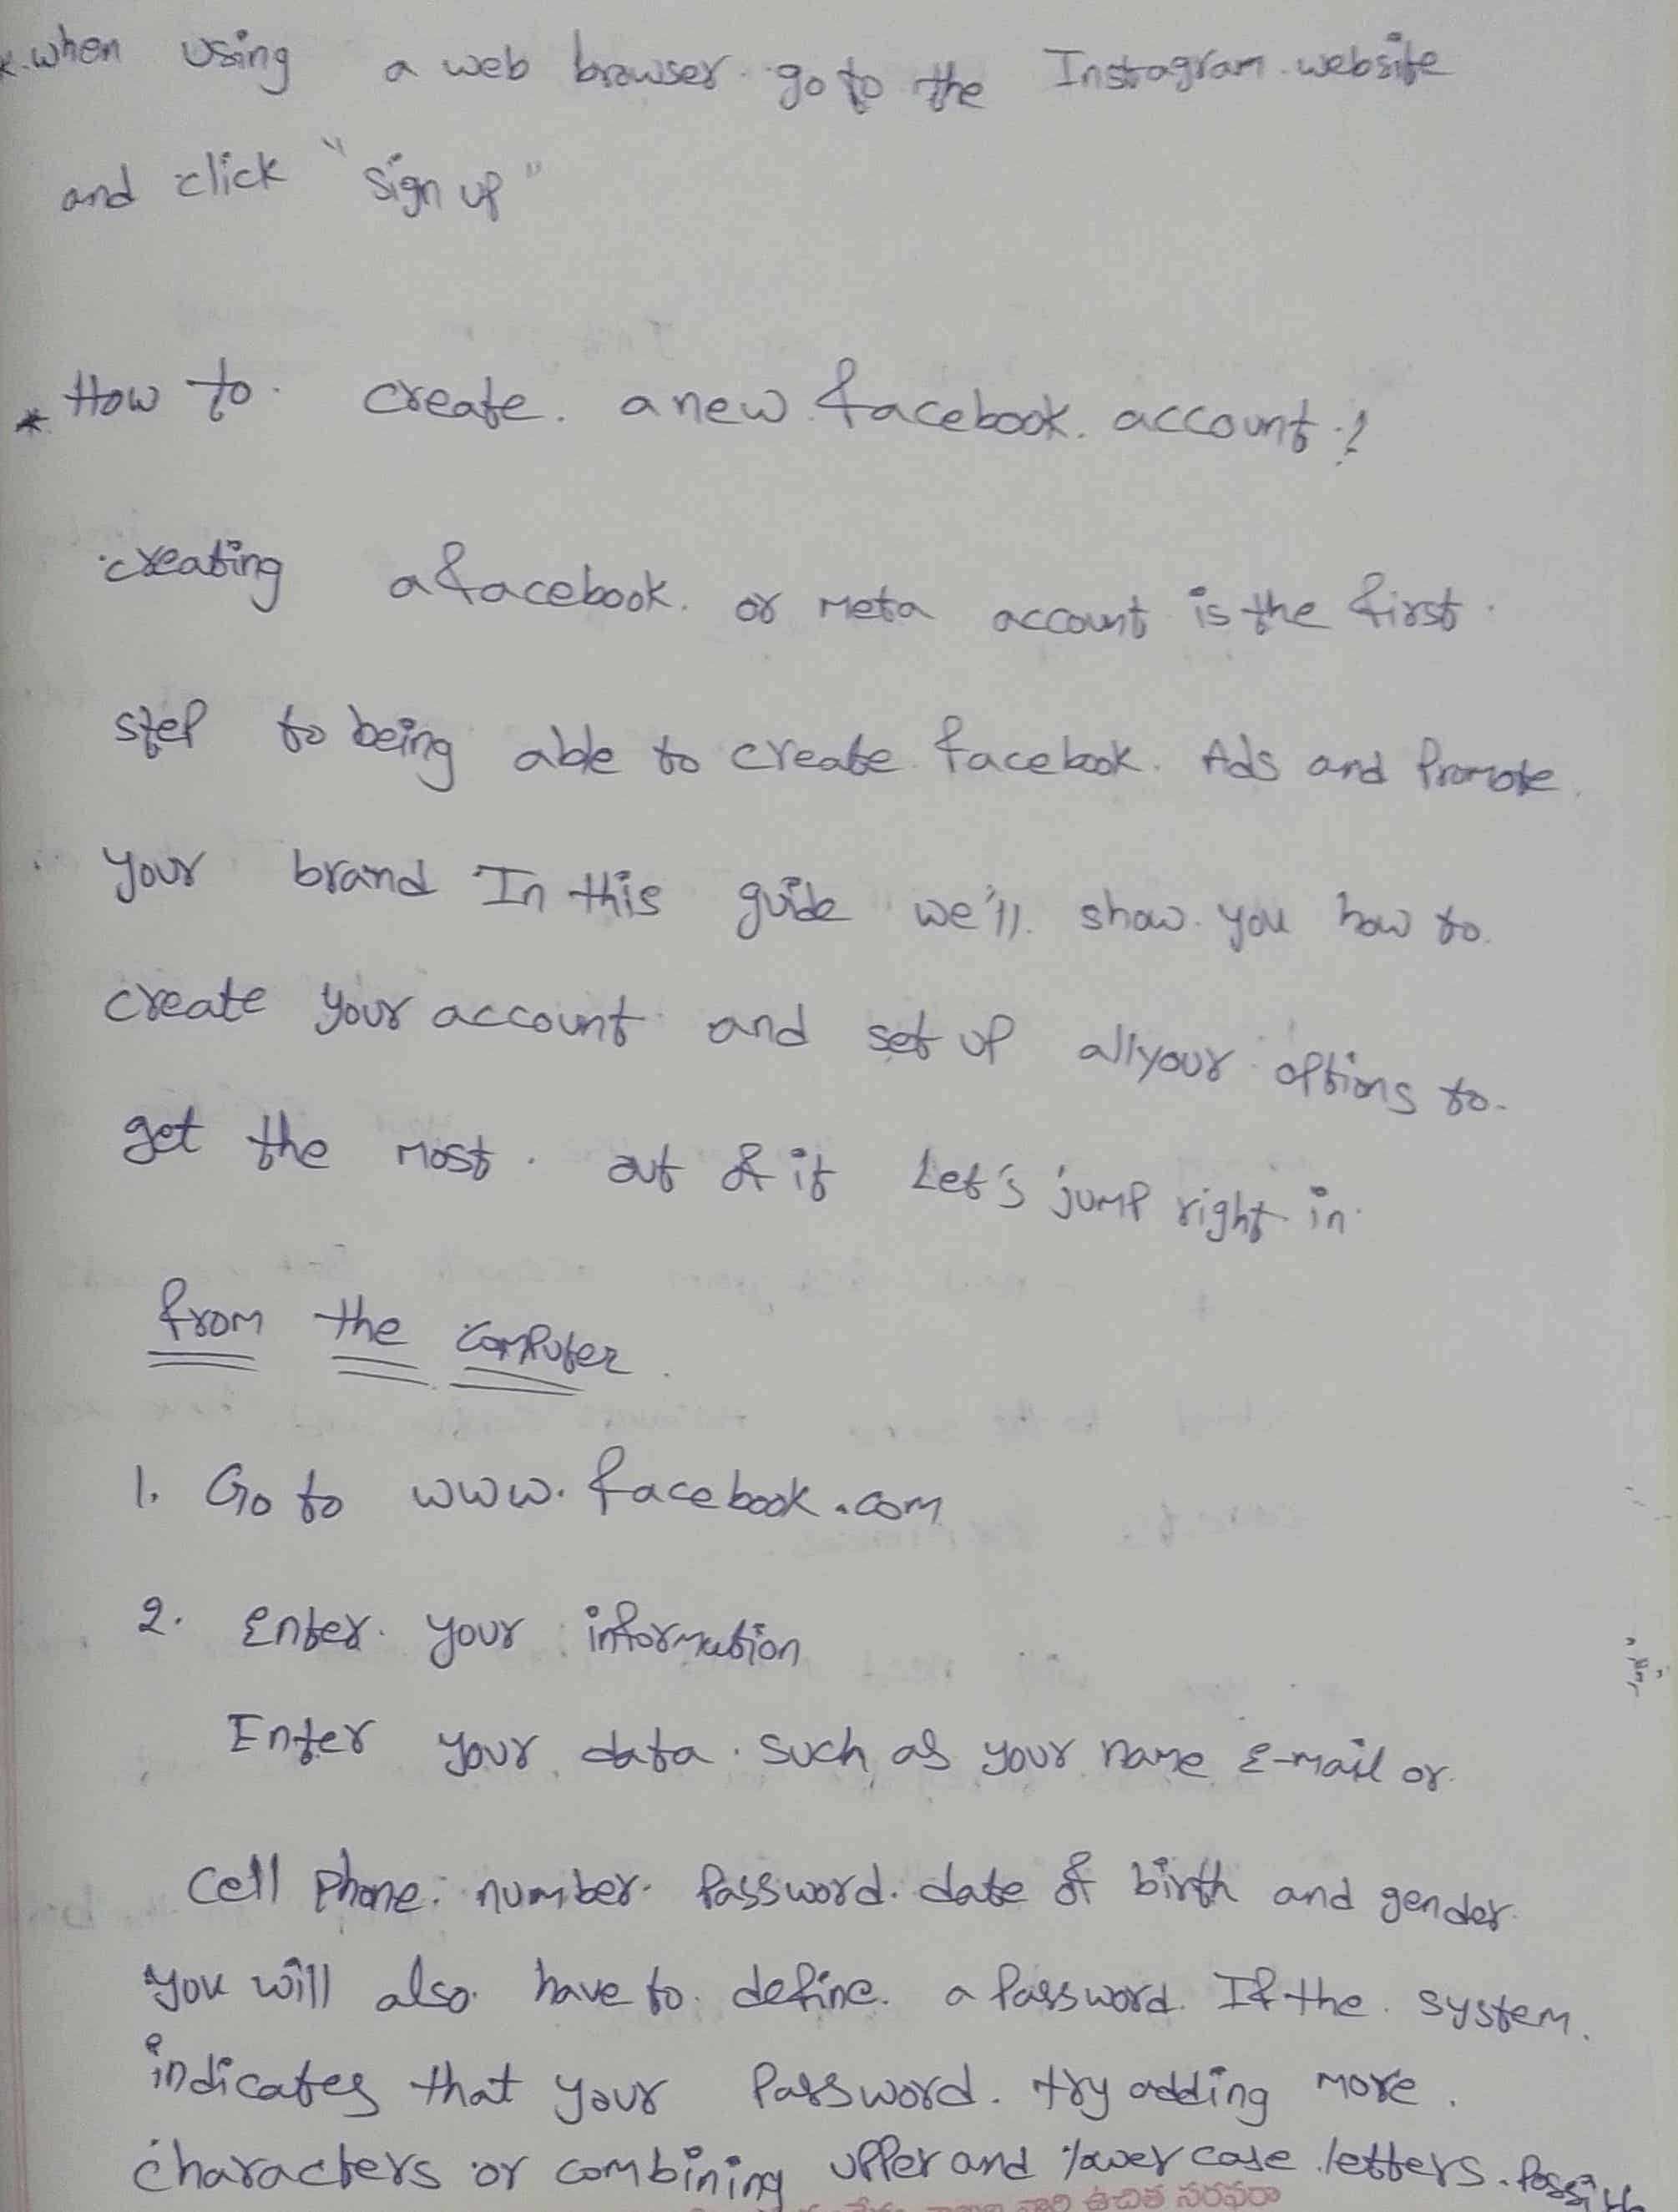 * when using a web browser go to the Instagram website
and click "sign up"
* How to create a new facebook account?
creating a facebook or meta account is the first
step to being able to create facebook Ads and Promote
your brand In this guide we'll show you how to
create your account and set up all your options to
get the most out of it Let's jump right in
from the computer
1. Go to www.facebook.com
2. Enter your information
Enter your data such as your name E-mail or
cell phone number password date of birth and gender
you will also have to define a password If the system
indicates that your password try adding more
characters or combining upper and lower case letters.
వారి ఉచిత సరఫరా